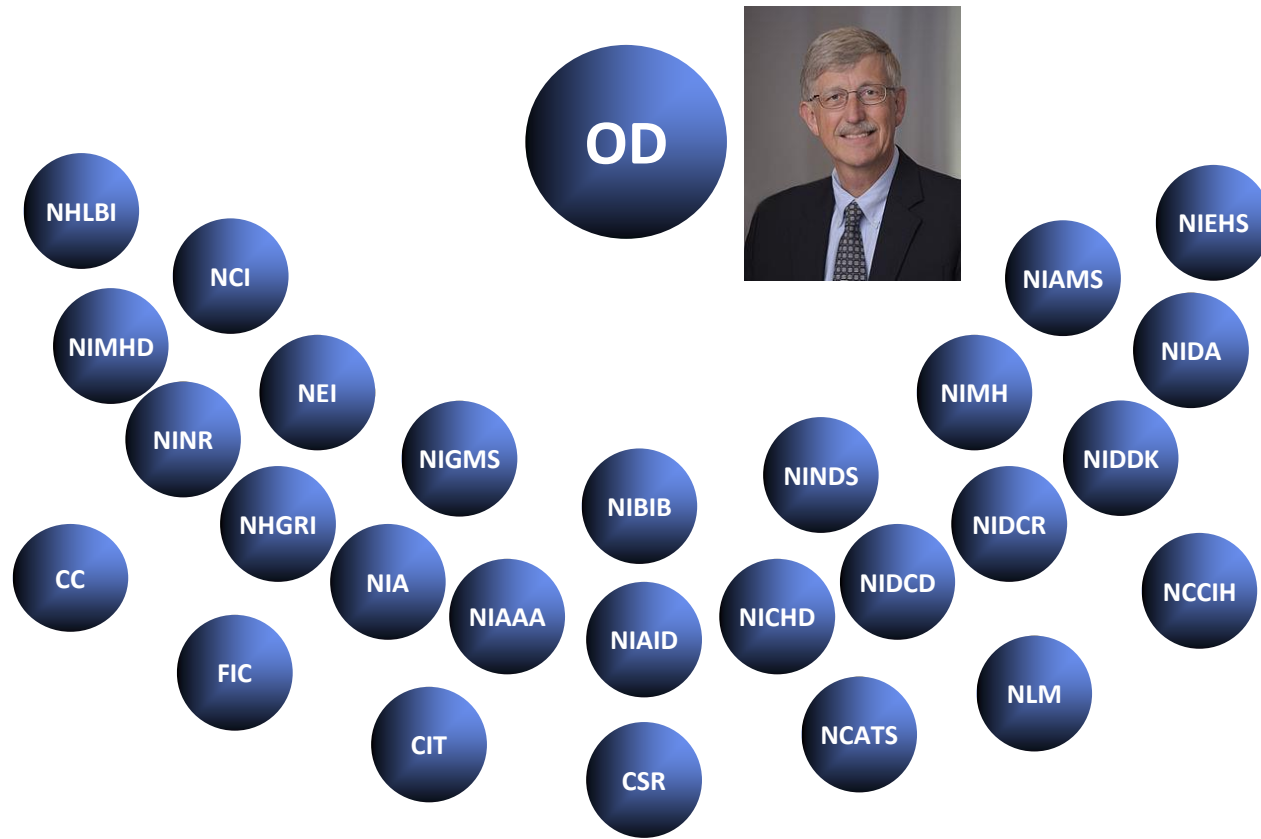 OD
NHLBI
NCI
NIEHS
NIAMS
NIMHD
NIDA
NEI
NIMH
NINR
NIGMS
NIDDK
NINDS
NIBIB
NHGRI
NIDCR
CC
NIA
NIDCD
NCCIH
NIAAA
NICHD
NIAID
FIC
NLM
CIT
NCATS
CSR